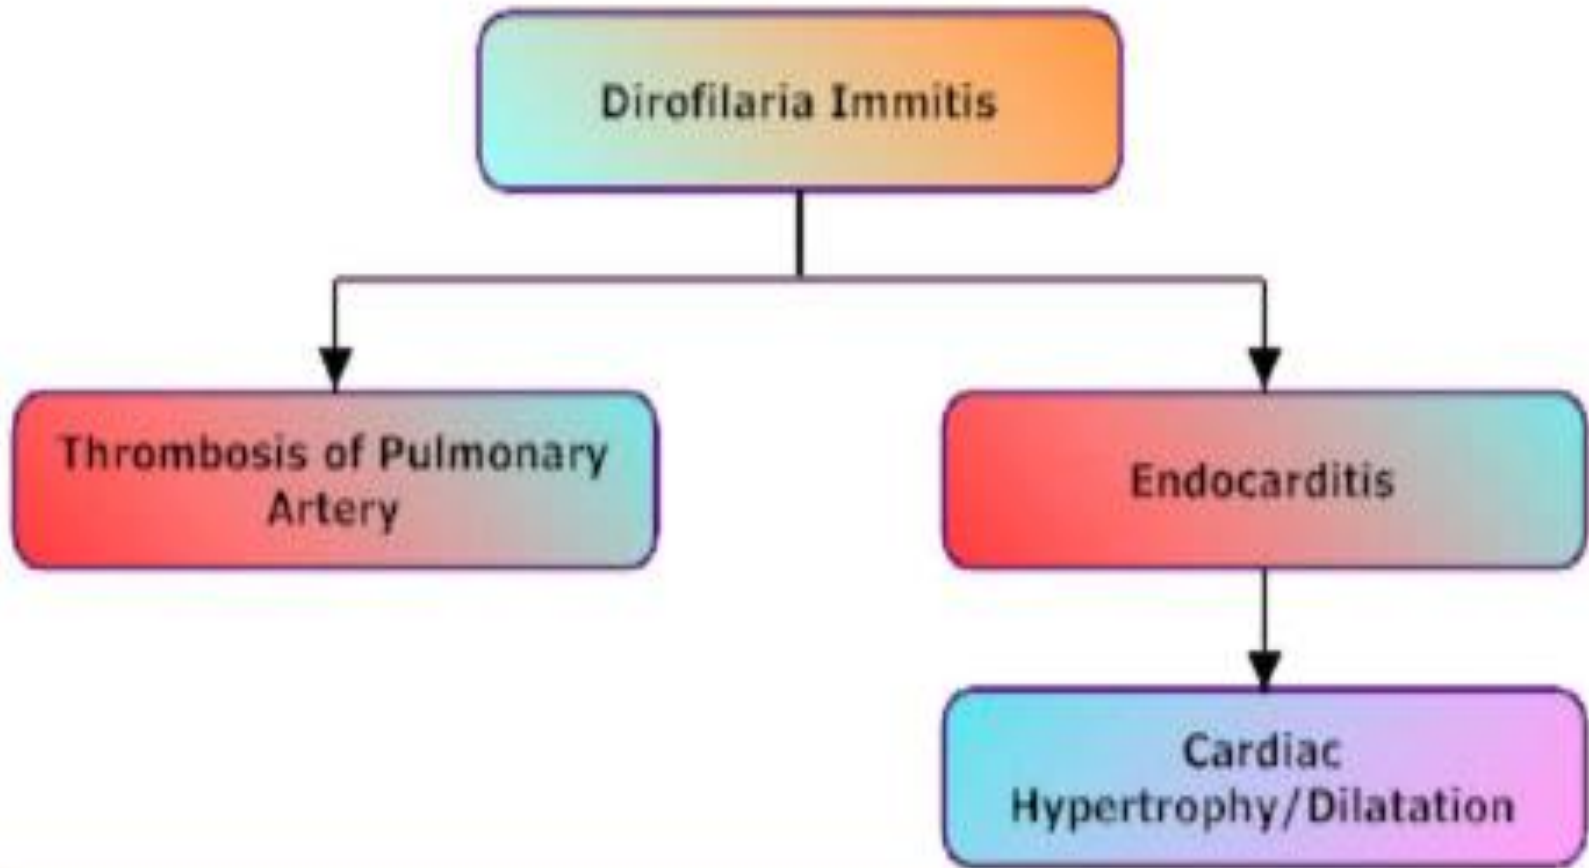 Dirofilaria Immitis
Thrombosis of Pulmonary
Artery
Endocarditis
Cardiac
Hypertrophy/Dilatation